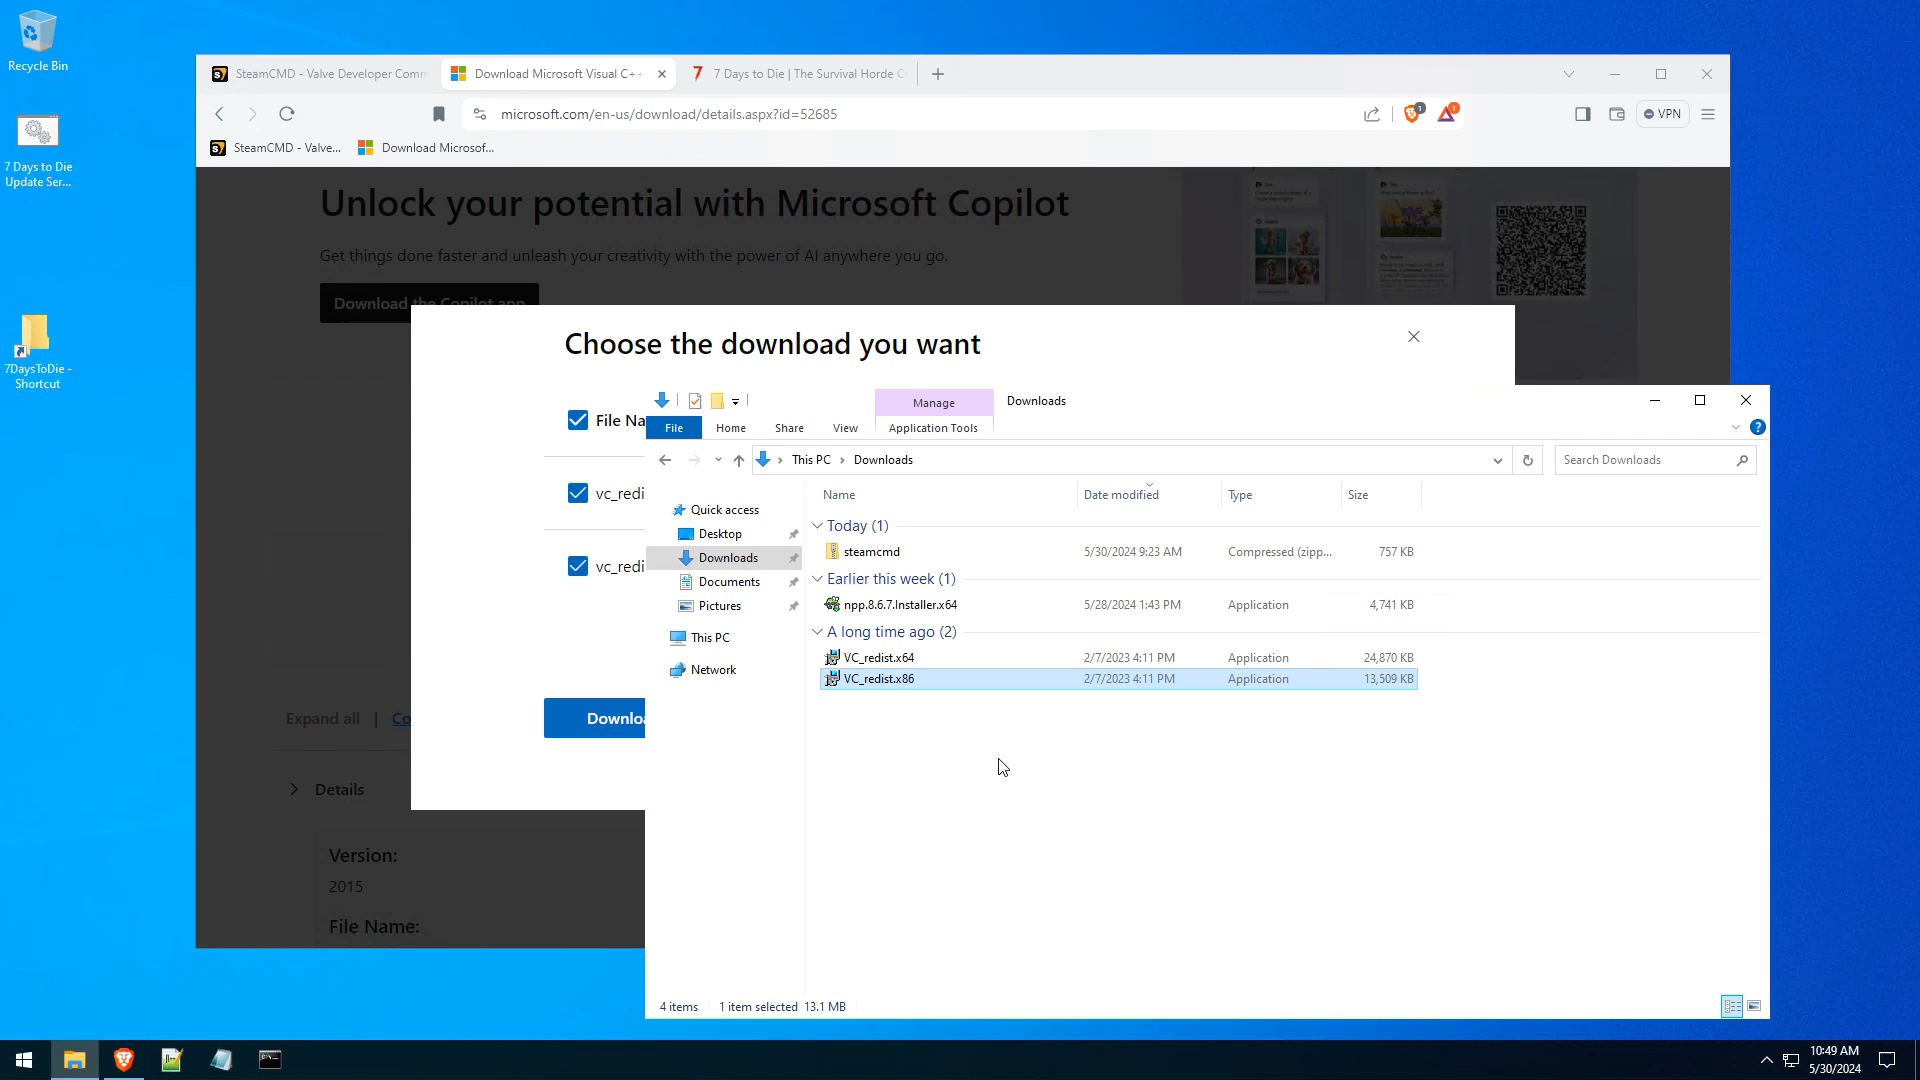 Recycle Bin
7 Days to Die
Update Ser...
7DaysToDie -
Shortcut
SteamCMD - Valve Developer Comm
Download Microsoft Visual C++
7 Days to Die | The Survival Horde C
microsoft.com/en-us/download/details.aspx?id=52685
1
1
VPN
SteamCMD - Valve...
Download Microsof...
Unlock your potential with Microsoft Copilot
Get things done faster and unleash your creativity with the power of AI anywhere you go.
Download the Copilot app
Choose the download you want
File Na
vc_redi
vc_redi
Downlo
Expand all | Co
Details
Version:
2015
File Name:
Manage
Downloads
File
Home
Share
View
Application Tools
This PC
Downloads
Search Downloads
Quick access
Desktop
Downloads
Documents
Pictures
This PC
Network
Name
Date modified
Type
Size
Today (1)
steamcmd 5/30/2024 9:23 AM Compressed (zipp... 757 KB
Earlier this week (1)
npp.8.6.7.Installer.x64 5/28/2024 1:43 PM Application 4,741 KB
A long time ago (2)
VC_redist.x64 2/7/2023 4:11 PM Application 24,870 KB
VC_redist.x86 2/7/2023 4:11 PM Application 13,509 KB
4 items 1 item selected 13.1 MB
10:49 AM
5/30/2024